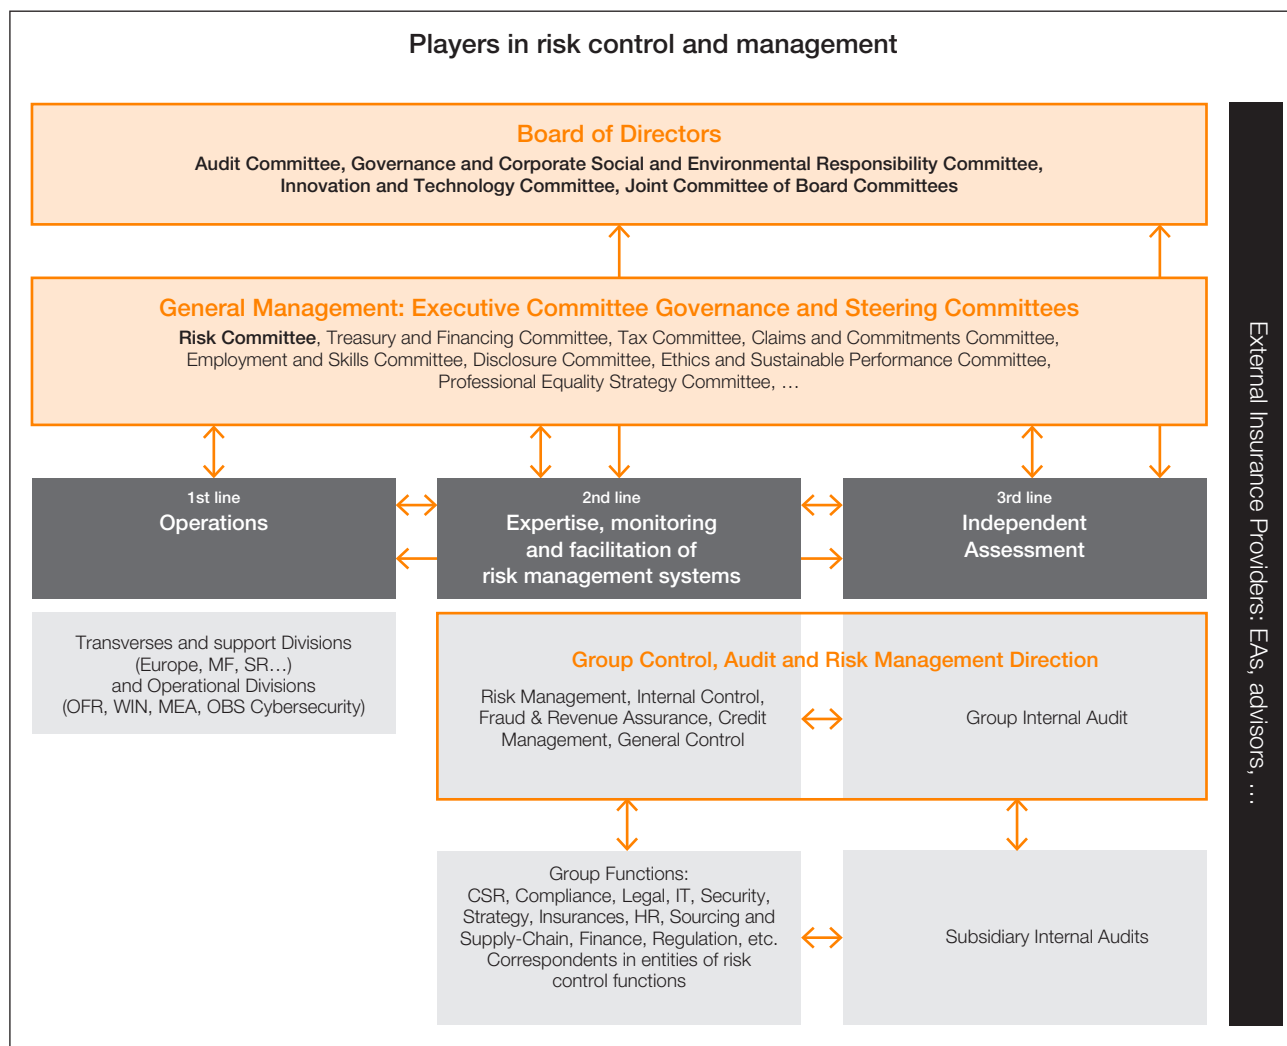 Players in risk control and management
Board of Directors
Audit Committee, Governance and Corporate Social and Environmental Responsibility Committee,
Innovation and Technology Committee, Joint Committee of Board Committees
General Management: Executive Committee Governance and Steering Committees
Risk Committee, Treasury and Financing Committee, Tax Committee, Claims and Commitments Committee,
Employment and Skills Committee, Disclosure Committee, Ethics and Sustainable Performance Committee,
Professional Equality Strategy Committee, …
1st line
Operations
2nd line
Expertise, monitoring
and facilitation of
risk management systems
3rd line
Independent
Assessment
Transverses and support Divisions
(Europe, MF, SR…)
and Operational Divisions
(OFR, WIN, MEA, OBS Cybersecurity)
Group Control, Audit and Risk Management Direction
Risk Management, Internal Control,
Fraud & Revenue Assurance, Credit
Management, General Control
Group Internal Audit
Group Functions:
CSR, Compliance, Legal, IT, Security,
Strategy, Insurances, HR, Sourcing and
Supply-Chain, Finance, Regulation, etc.
Correspondents in entities of risk
control functions
Subsidiary Internal Audits
External Insurance Providers: EAs, advisors, …